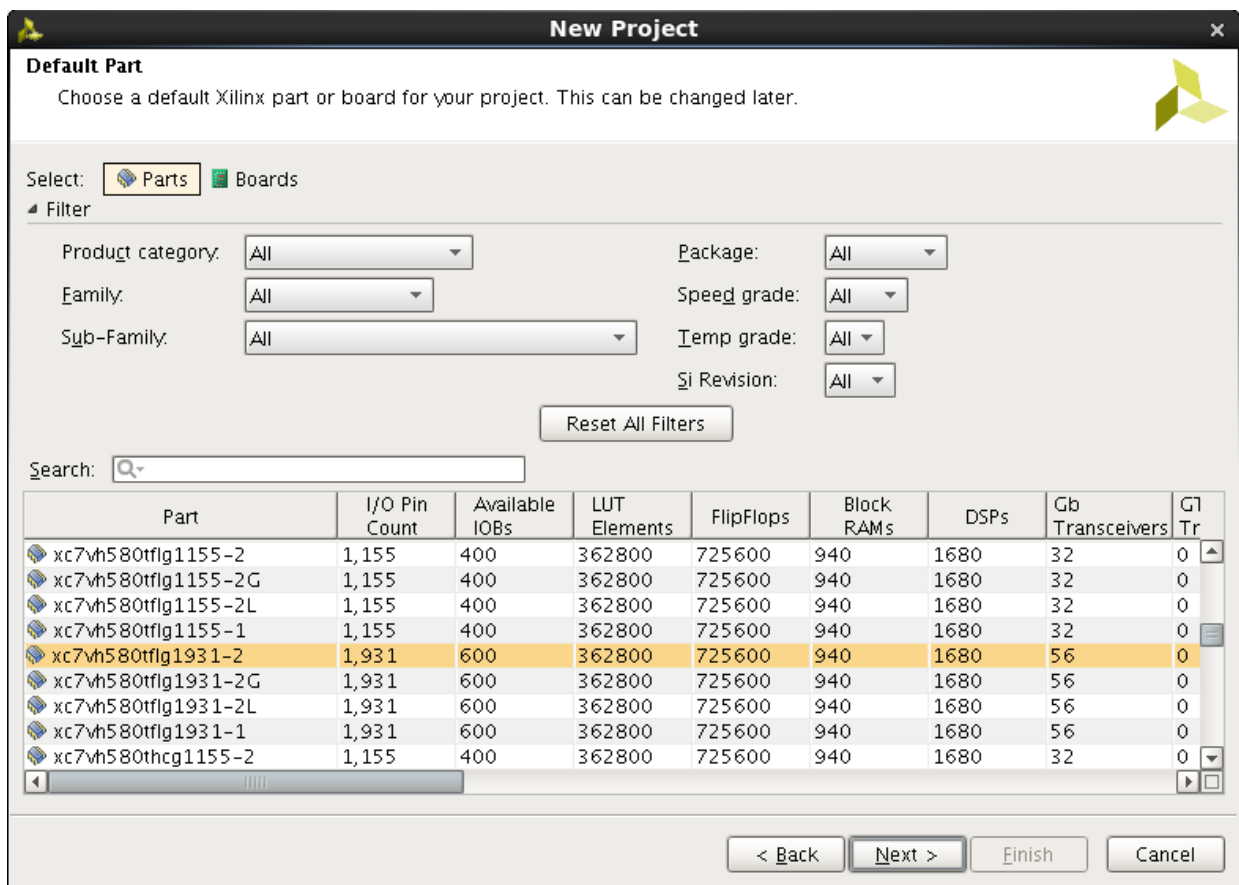 New Project
Default Part
Choose a default Xilinx part or board for your project. This can be changed later.
Select: Parts Boards
Filter
Product category: All Package: All
Family: All Speed grade: All
Sub-Family: All Temp grade: All
Si Revision: All
Reset All Filters
Search:
Part I/O Pin Count Available IOBs LUT Elements FlipFlops Block RAMs DSPs Gb Transceivers GT Tr
xc7vh580tflg1155-2 1,155 400 362800 725600 940 1680 32 0
xc7vh580tflg1155-2G 1,155 400 362800 725600 940 1680 32 0
xc7vh580tflg1155-2L 1,155 400 362800 725600 940 1680 32 0
xc7vh580tflg1155-1 1,155 400 362800 725600 940 1680 32 0
xc7vh580tflg1931-2 1,931 600 362800 725600 940 1680 56 0
xc7vh580tflg1931-2G 1,931 600 362800 725600 940 1680 56 0
xc7vh580tflg1931-2L 1,931 600 362800 725600 940 1680 56 0
xc7vh580tflg1931-1 1,931 600 362800 725600 940 1680 56 0
xc7vh580thcg1155-2 1,155 400 362800 725600 940 1680 32 0
< Back Next > Finish Cancel